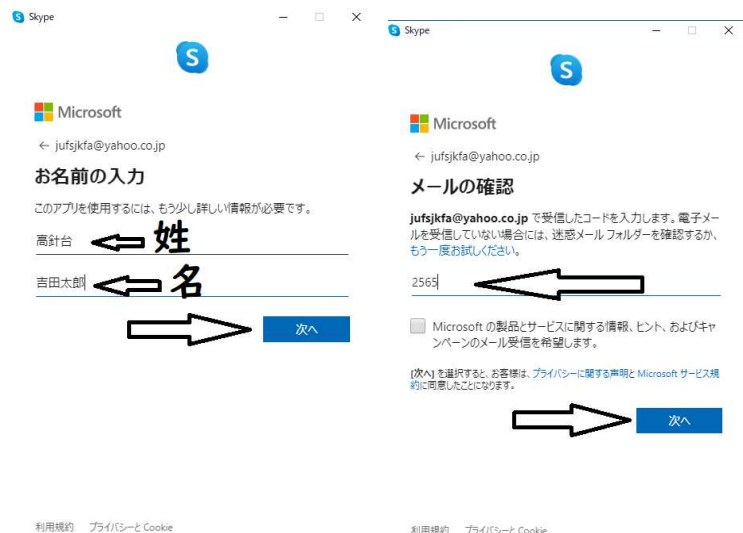 Skype
Microsoft
← jufsjkfa@yahoo.co.jp
お名前の入力
このアプリを使用するには、もう少し詳しい情報が必要です。
高針台
姓
吉田太郎
名
次へ
利用規約 プライバシーと Cookie
Skype
Microsoft
← jufsjkfa@yahoo.co.jp
メールの確認
jufsjkfa@yahoo.co.jp で受信したコードを入力します。電子メー
ルを受信していない場合には、迷惑メール フォルダーを確認するか、
もう一度お試しください。
2565
Microsoft の製品とサービスに関する情報、ヒント、およびキャ
ンペーンのメール受信を希望します。
[次へ] を選択すると、お客様は、プライバシーに関する声明と Microsoft サービス規
約に同意したことになります。
次へ
利用規約 プライバシーと Cookie